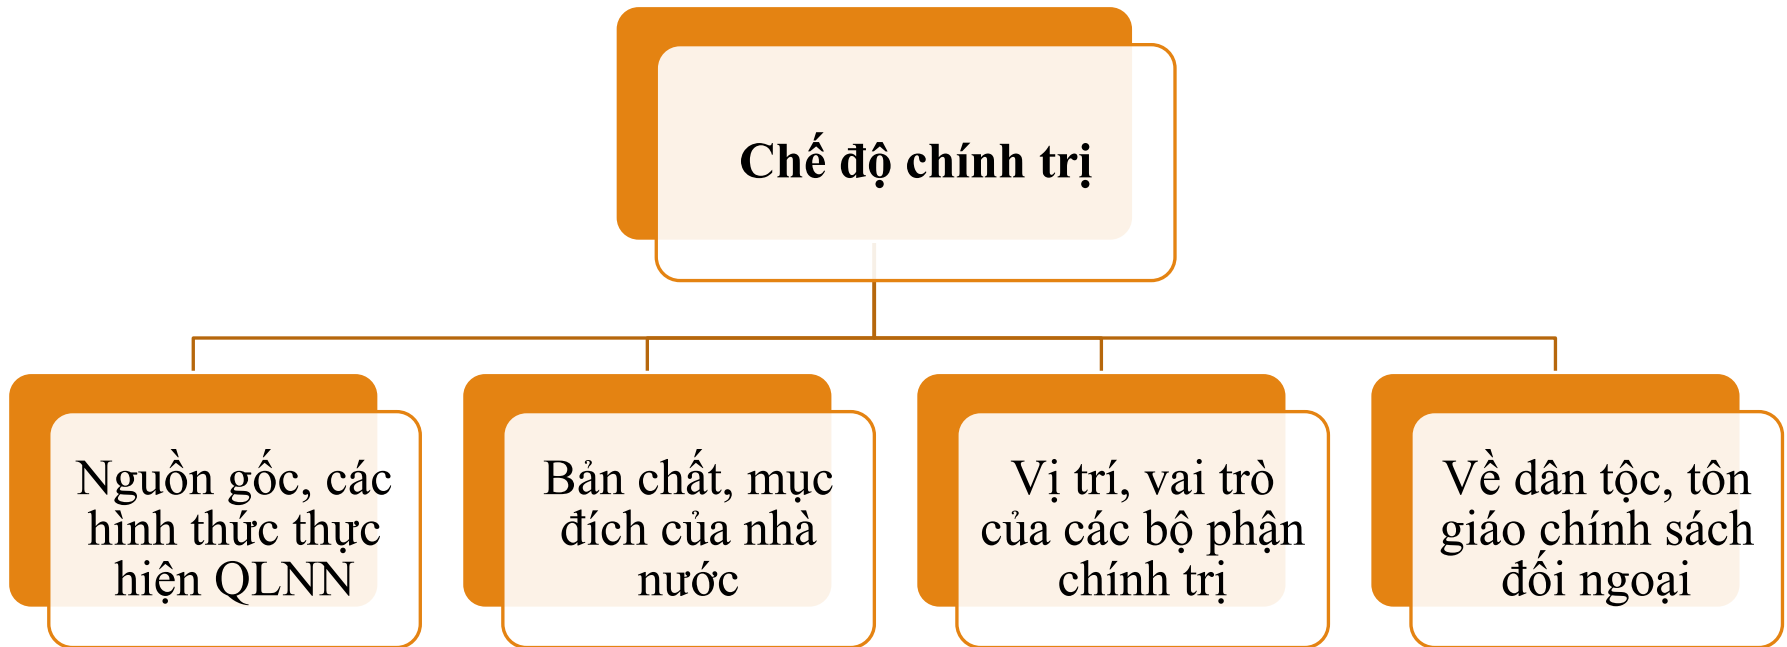 Chế độ chính trị
Nguồn gốc, các
hình thức thực
hiện QLNN
Bản chất, mục
đích của nhà
nước
Vị trí, vai trò
của các bộ phận
chính trị
Về dân tộc, tôn
giáo chính sách
đối ngoại